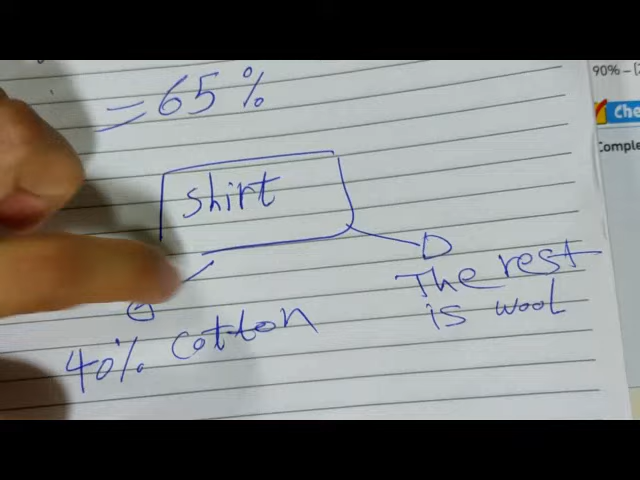 = 65 %
shirt
The rest
is wool
40% cotton
90% – (
Che
Comple